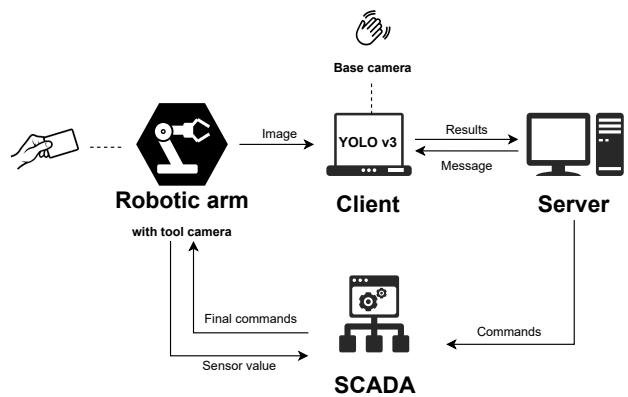 Base camera
Image
YOLO v3
Results
Message
Robotic arm
with tool camera
Client
Server
Final commands
Sensor value
Commands
SCADA